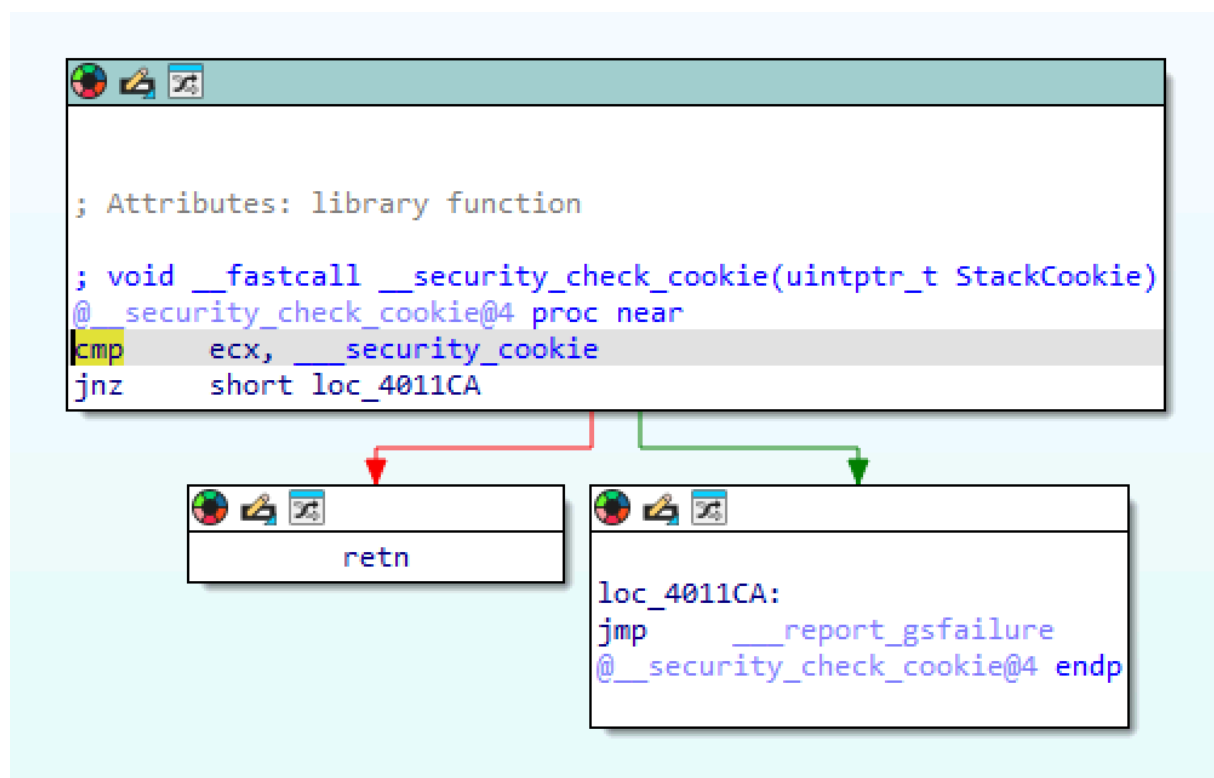 ; Attributes: library function
; void __fastcall __security_check_cookie(uintptr_t StackCookie)
@__security_check_cookie@4 proc near
cmp ecx, ___security_cookie
jnz short loc_4011CA
retn
loc_4011CA:
jmp ___report_gsfailure
@__security_check_cookie@4 endp